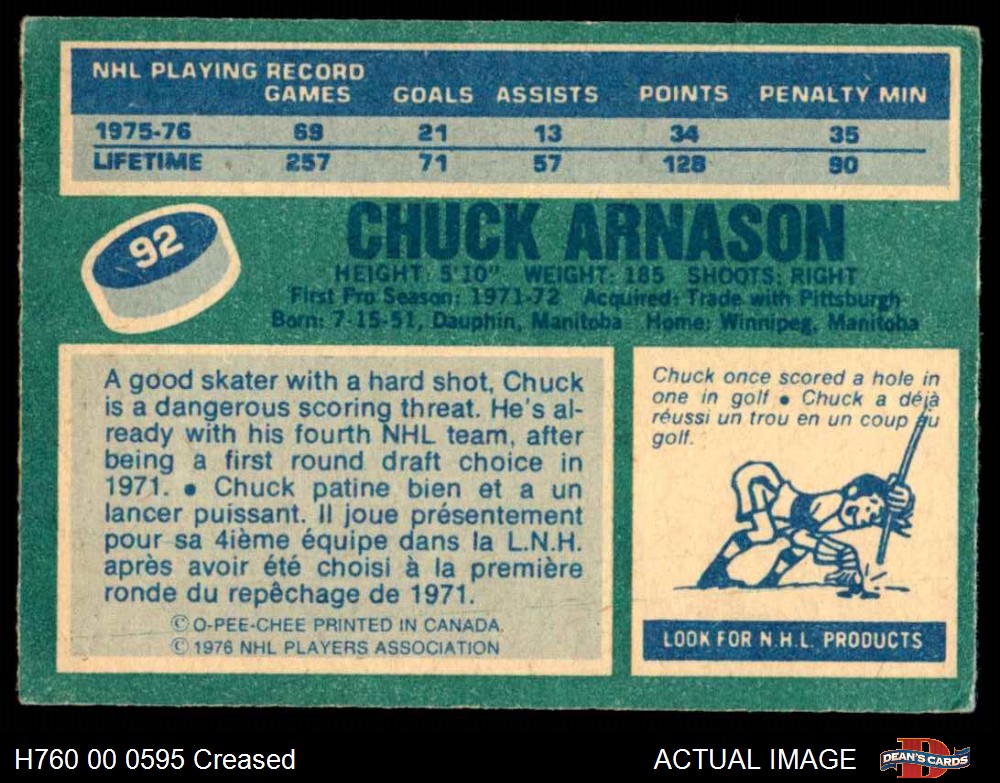 NHL PLAYING RECORD
GAMES GOALS ASSISTS POINTS PENALTY MIN
1975-76 69 21 13 34 35
LIFETIME 257 71 57 128 90
92
CHUCK ARNASON
HEIGHT: 5'10" WEIGHT: 185 SHOOTS: RIGHT
First Pro Season: 1971-72 Acquired: Trade with Pittsburgh
Born: 7-15-51, Dauphin, Manitoba Home: Winnipeg, Manitoba
A good skater with a hard shot, Chuck
is a dangerous scoring threat. He's al-
ready with his fourth NHL team, after
being a first round draft choice in
1971. • Chuck patine bien et a un
lancer puissant. Il joue présentement
pour sa 4ième équipe dans la L.N.H.
après avoir été choisi à la première
ronde du repêchage de 1971.
© O-PEE-CHEE PRINTED IN CANADA.
© 1976 NHL PLAYERS ASSOCIATION
Chuck once scored a hole in
one in golf • Chuck a déjà
réussi un trou en un coup au
golf.
LOOK FOR N.H.L. PRODUCTS
H760 00 0595 Creased
ACTUAL IMAGE
D
DEAN'S CARDS